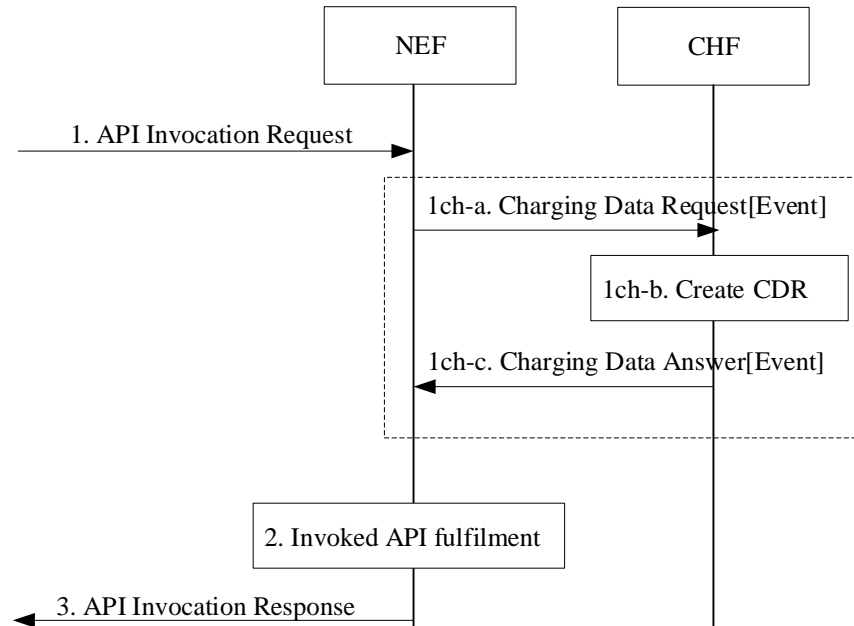 NEF
CHF
1. API Invocation Request
1ch-a. Charging Data Request[Event]
1ch-b. Create CDR
1ch-c. Charging Data Answer[Event]
2. Invoked API fulfilment
3. API Invocation Response